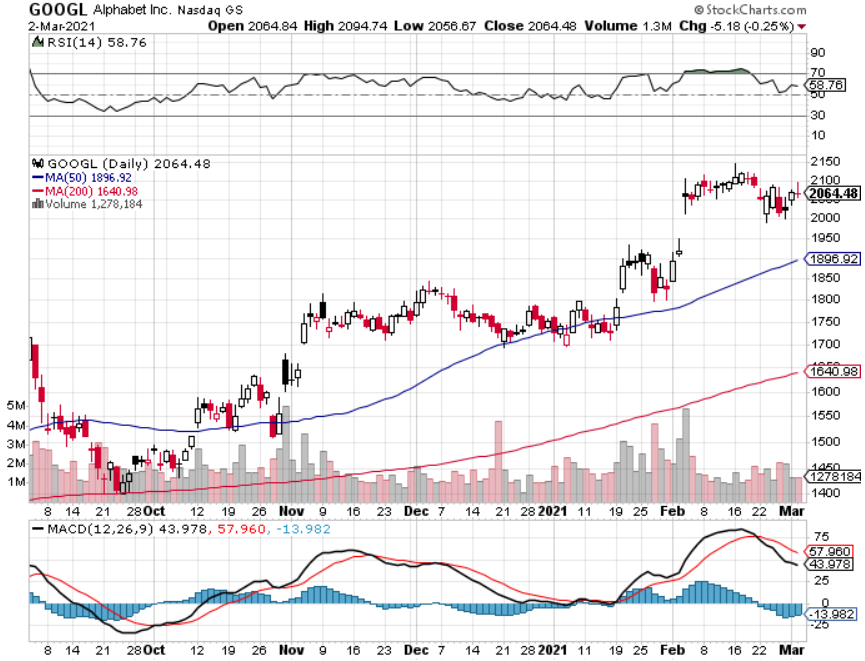 GOOGL Alphabet Inc. Nasdaq GS
© StockCharts.com
2-Mar-2021
Open 2064.84 High 2094.74 Low 2056.67 Close 2064.48 Volume 1.3M Chg -5.18 (-0.25%)
RSI(14) 58.76
90
70
58.76
50
30
10
GOOGL (Daily) 2064.48
MA(50) 1896.92
MA(200) 1640.98
Volume 1,278,184
2150
2100
2064.48
2050
2000
1950
1896.92
1850
1800
1750
1700
1650
1640.98
1600
1550
1500
1450
1278184
1400
5M
4M
3M
2M
1M
8 14 21 28 Oct 12 19 26 Nov 9 16 23 Dec 7 14 21 28 2021 11 19 25 Feb 8 16 22 Mar
MACD(12,26,9) 43.978, 57.960, -13.982
75
57.960
43.978
25
0
-13.982
-25
8 14 21 28 Oct 12 19 26 Nov 9 16 23 Dec 7 14 21 28 2021 11 19 25 Feb 8 16 22 Mar